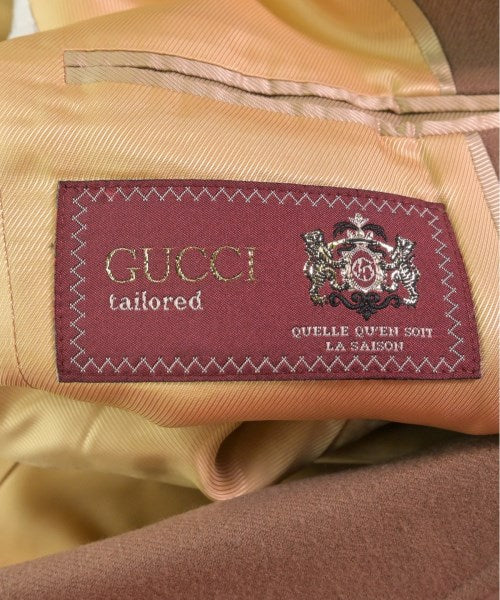 GUCCI
tailored
QUELLE QU'EN SOIT
LA SAISON